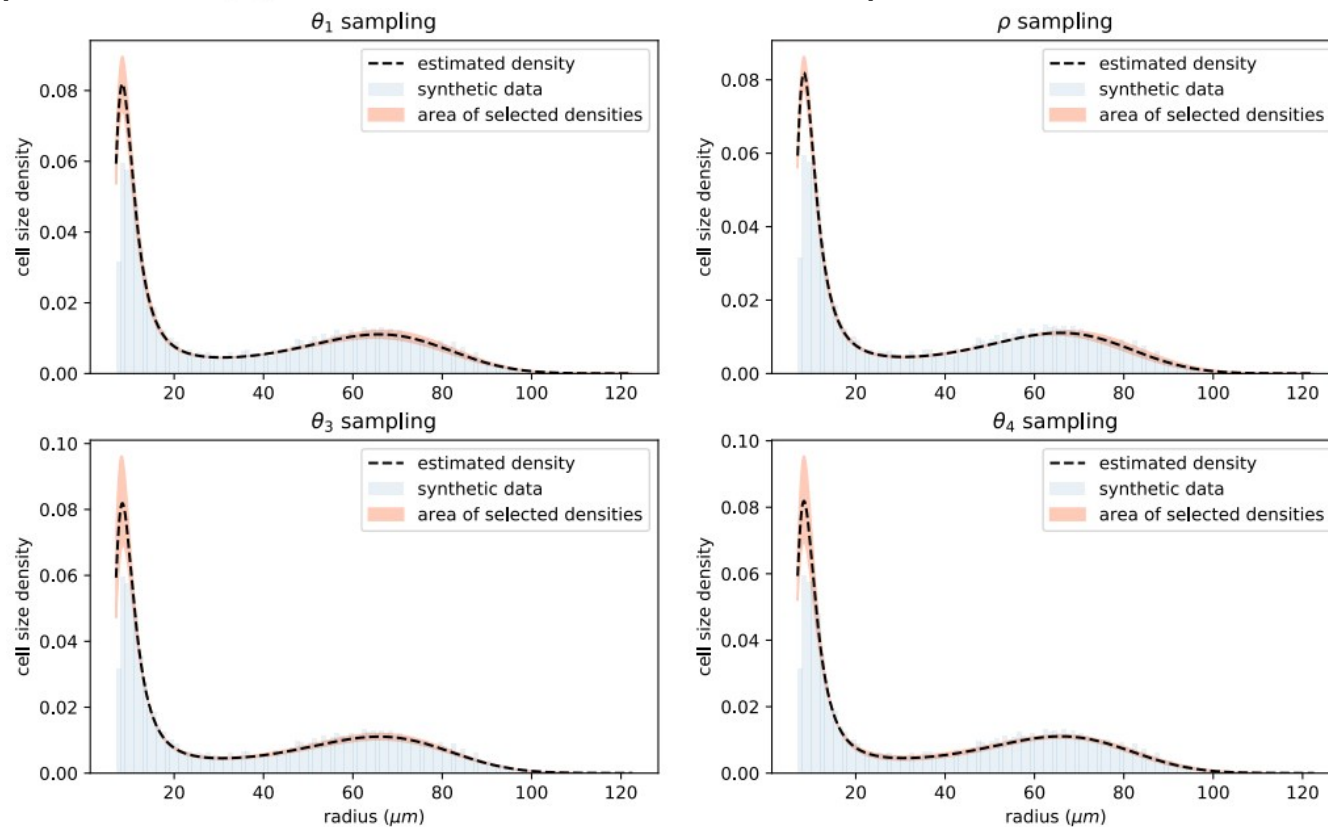 θ₁ sampling
0.08
0.06
0.04
0.02
0.00
cell size density
estimated density
synthetic data
area of selected densities
20 40 60 80 100 120
radius (μm)
ρ sampling
0.08
0.06
0.04
0.02
0.00
cell size density
estimated density
synthetic data
area of selected densities
20 40 60 80 100 120
radius (μm)
θ₃ sampling
0.10
0.08
0.06
0.04
0.02
0.00
cell size density
estimated density
synthetic data
area of selected densities
20 40 60 80 100 120
radius (μm)
θ₄ sampling
0.10
0.08
0.06
0.04
0.02
0.00
cell size density
estimated density
synthetic data
area of selected densities
20 40 60 80 100 120
radius (μm)